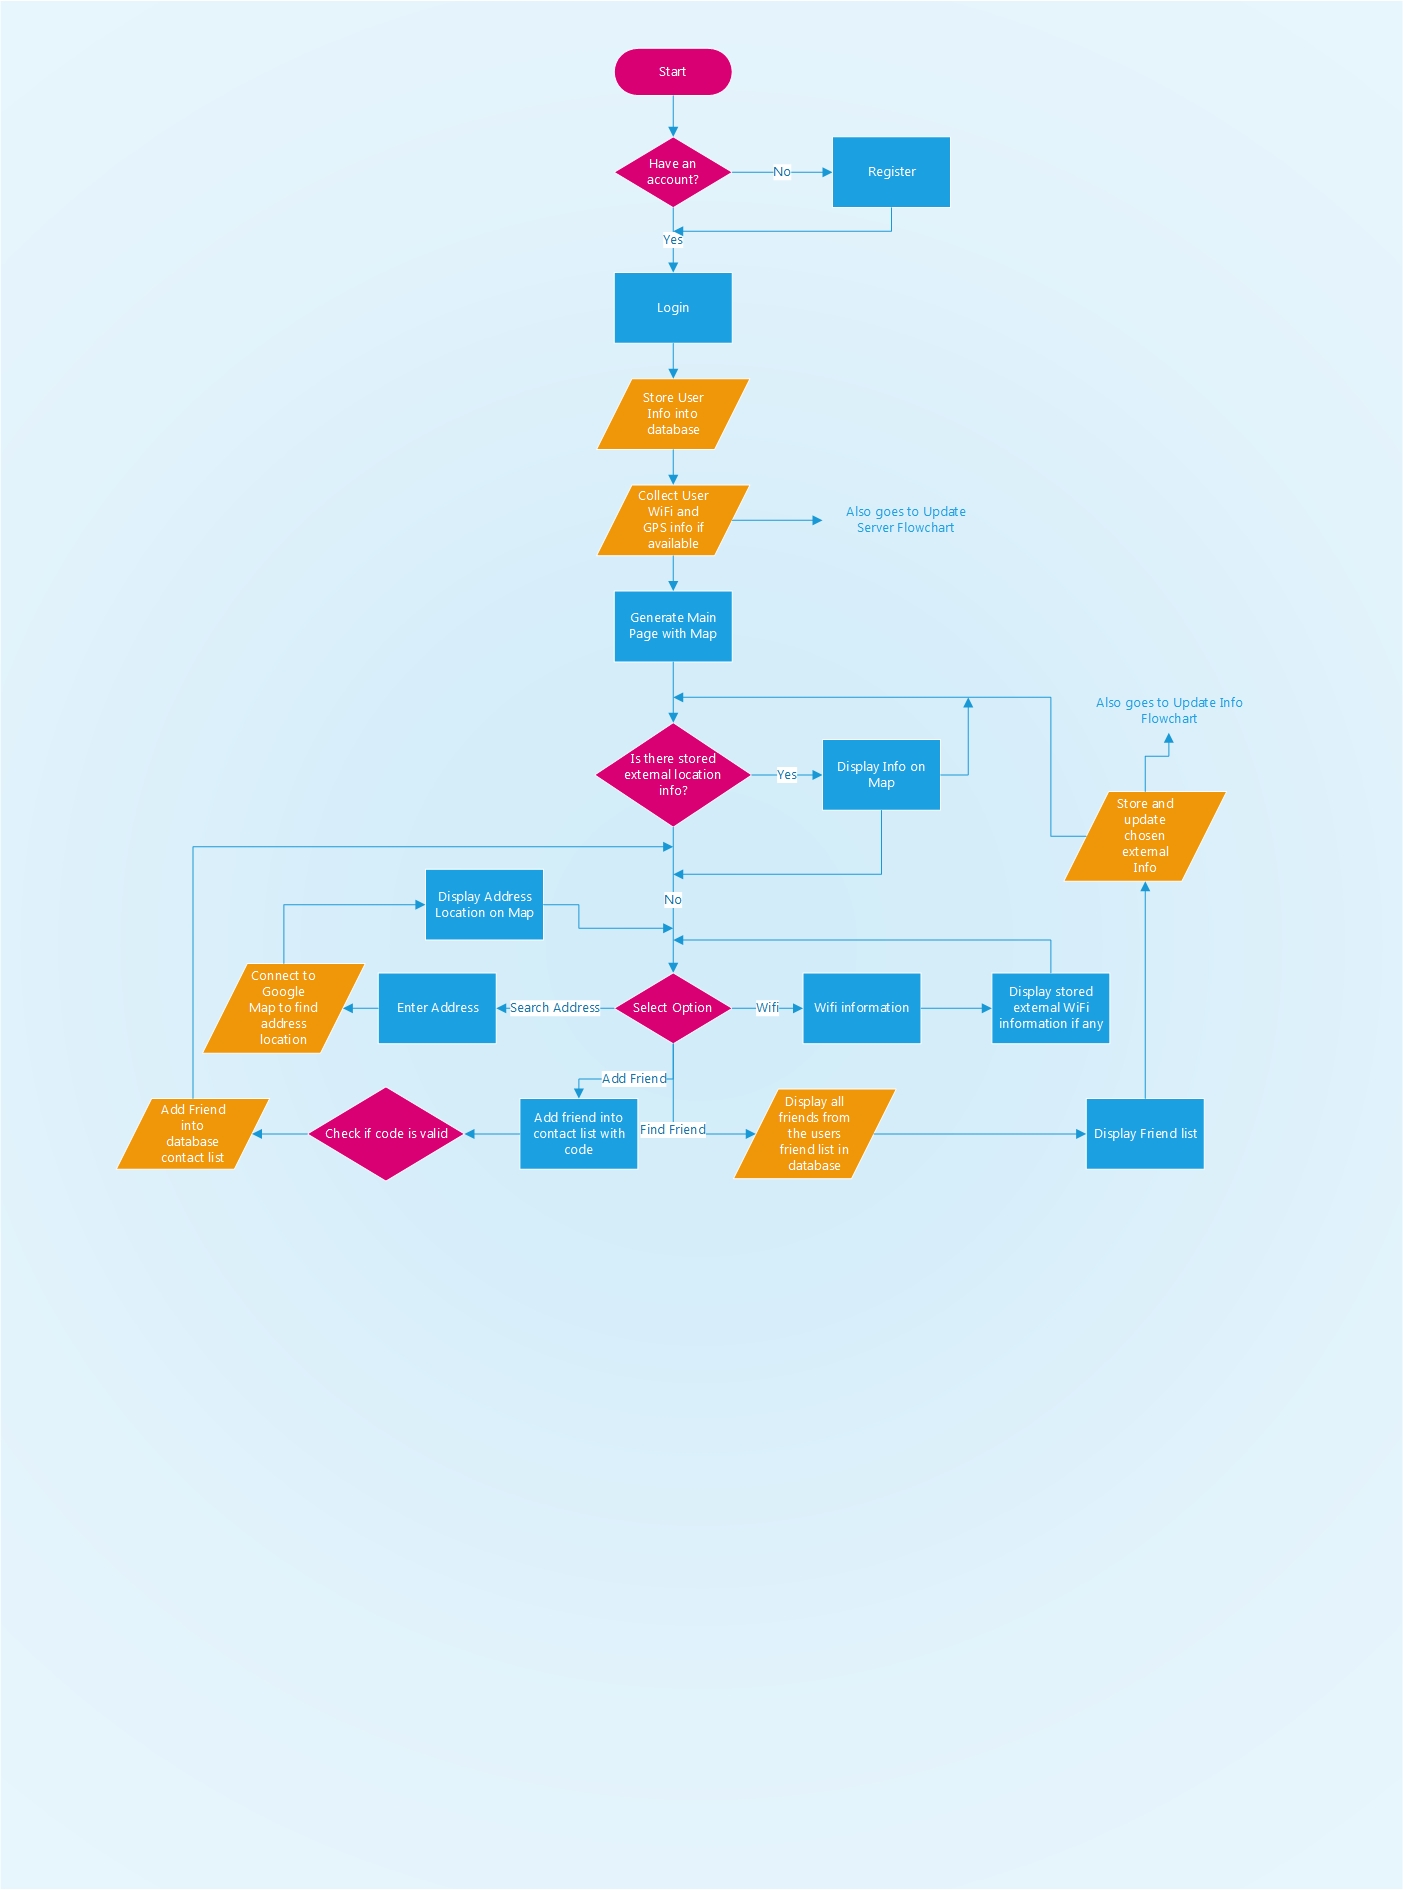 Start
Have an
account?
No
Register
Yes
Login
Store User
Info into
database
Collect User
WiFi and
GPS info if
available
Also goes to Update
Server Flowchart
Generate Main
Page with Map
Also goes to Update Info
Flowchart
Is there stored
external location
info?
Yes
Display Info on
Map
Store and
update
chosen
external
Info
No
Display Address
Location on Map
Connect to
Google
Map to find
address
location
Enter Address
Search Address
Select Option
Wifi
Wifi information
Display stored
external WiFi
information if any
Add Friend
Add Friend
into
database
contact list
Check if code is valid
Add friend into
contact list with
code
Find Friend
Display all
friends from
the users
friend list in
database
Display Friend list